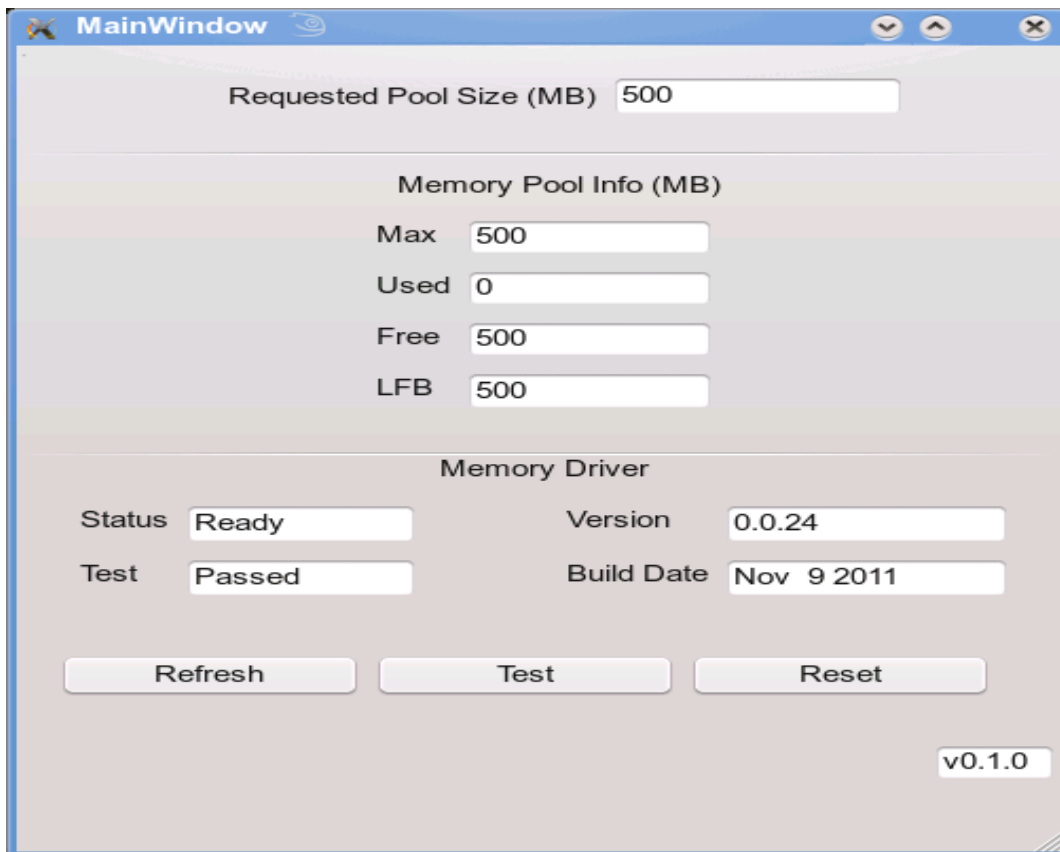 MainWindow
Requested Pool Size (MB) 500
Memory Pool Info (MB)
Max 500
Used 0
Free 500
LFB 500
Memory Driver
Status Ready Version 0.0.24
Test Passed Build Date Nov  9 2011
Refresh Test Reset
v0.1.0